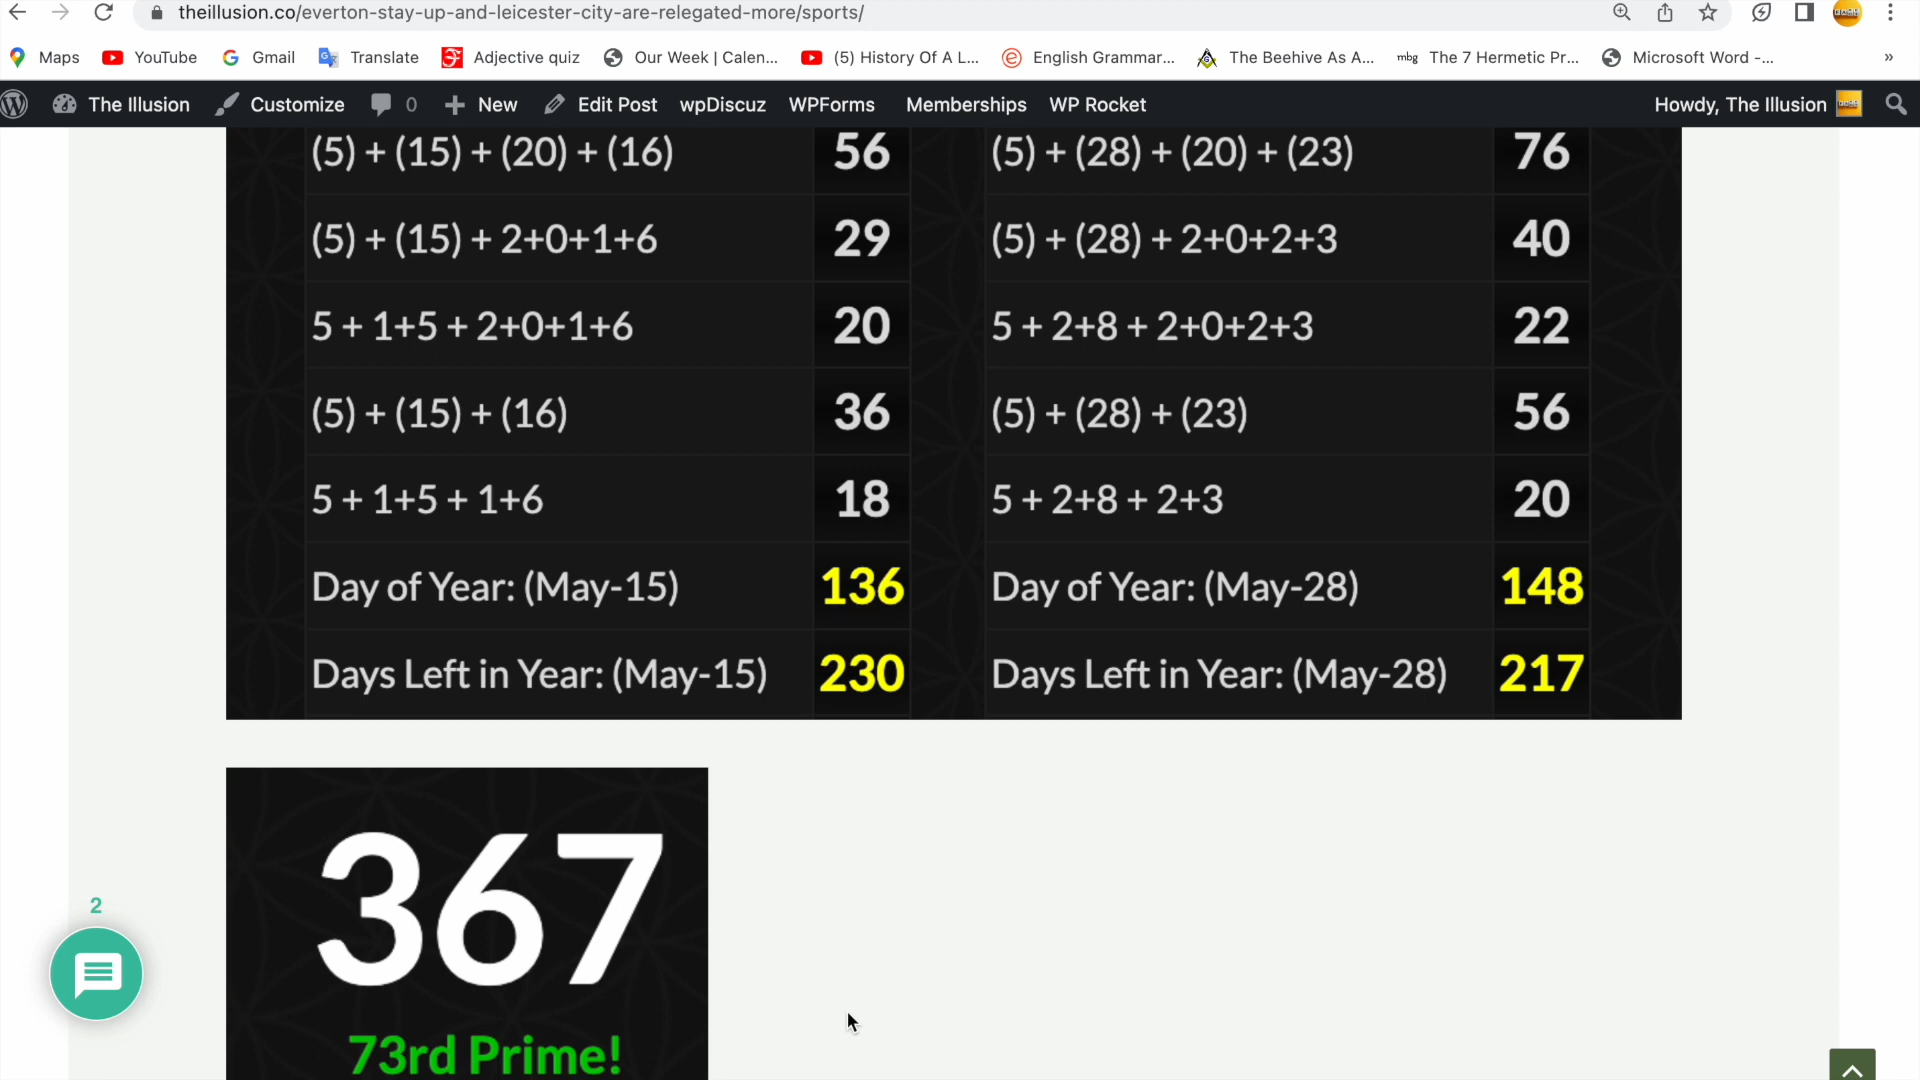 theillusion.co/everton-stay-up-and-leicester-city-are-relegated-more/sports/
Maps YouTube Gmail Translate Adjective quiz Our Week | Calen... (5) History Of A L... English Grammar... The Beehive As A... mbg The 7 Hermetic Pr... Microsoft Word -... »
The Illusion Customize 0 New Edit Post wpDiscuz WPForms Memberships WP Rocket Howdy, The Illusion
(5) + (15) + (20) + (16) 56 (5) + (28) + (20) + (23) 76
(5) + (15) + 2+0+1+6 29 (5) + (28) + 2+0+2+3 40
5 + 1+5 + 2+0+1+6 20 5 + 2+8 + 2+0+2+3 22
(5) + (15) + (16) 36 (5) + (28) + (23) 56
5 + 1+5 + 1+6 18 5 + 2+8 + 2+3 20
Day of Year: (May-15) 136 Day of Year: (May-28) 148
Days Left in Year: (May-15) 230 Days Left in Year: (May-28) 217
367
2
73rd Prime!